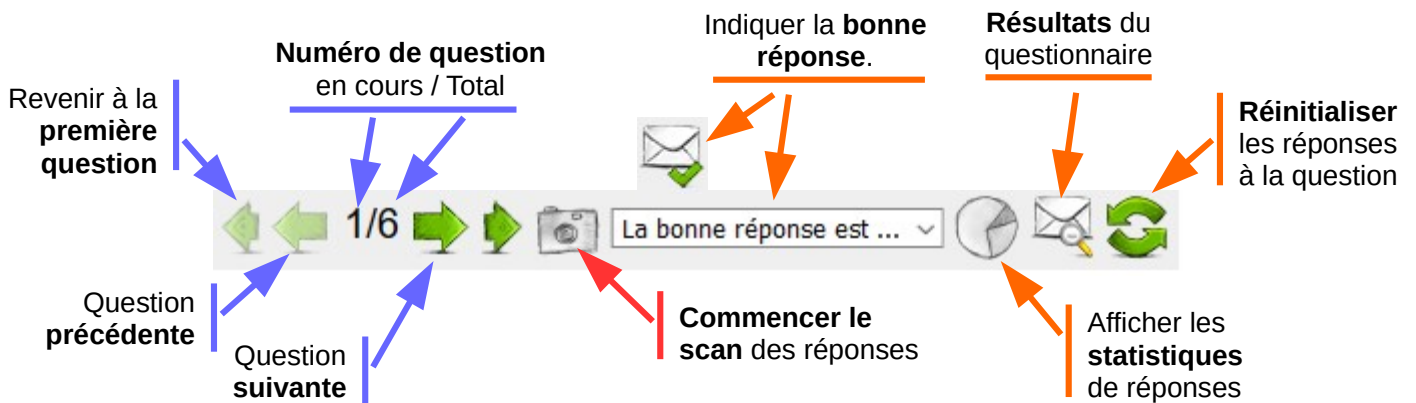 Indiquer la bonne
réponse.
Résultats du
questionnaire
Numéro de question
en cours / Total
Revenir à la
première
question
Réinitialiser
les réponses
à la question
1/6
La bonne réponse est ...
Question
précédente
Question
suivante
Commencer le
scan des réponses
Afficher les
statistiques
de réponses